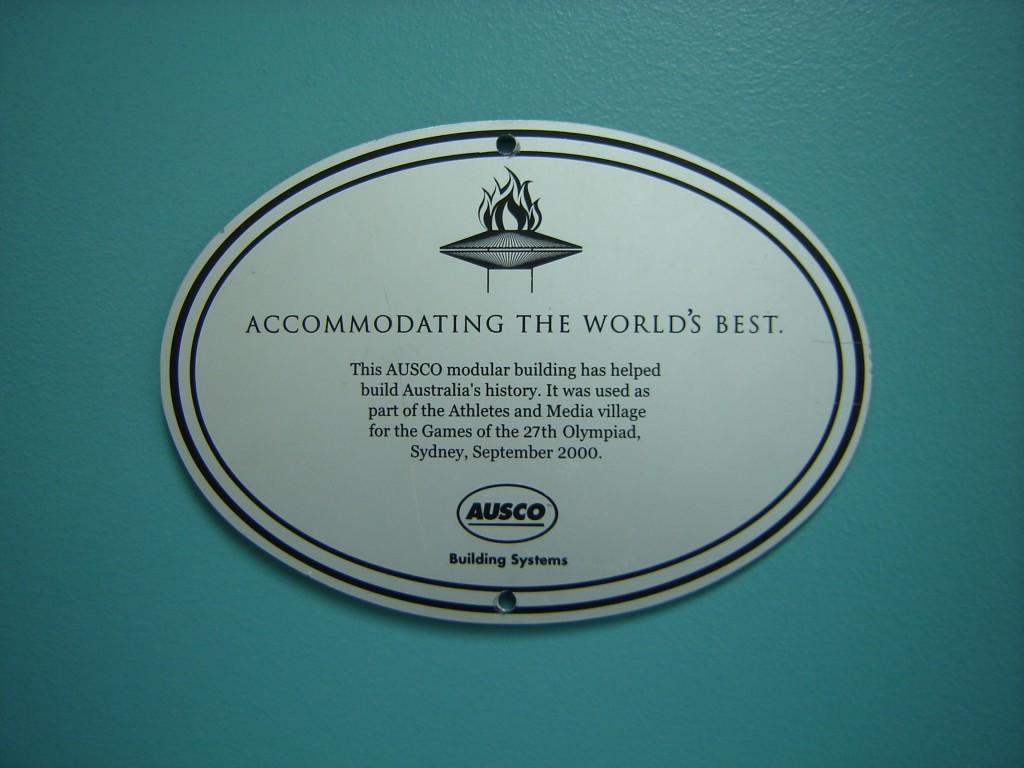 ACCOMMODATING THE WORLD'S BEST.
This AUSCO modular building has helped
build Australia's history. It was used as
part of the Athletes and Media village
for the Games of the 27th Olympiad,
Sydney, September 2000.
AUSCO
Building Systems